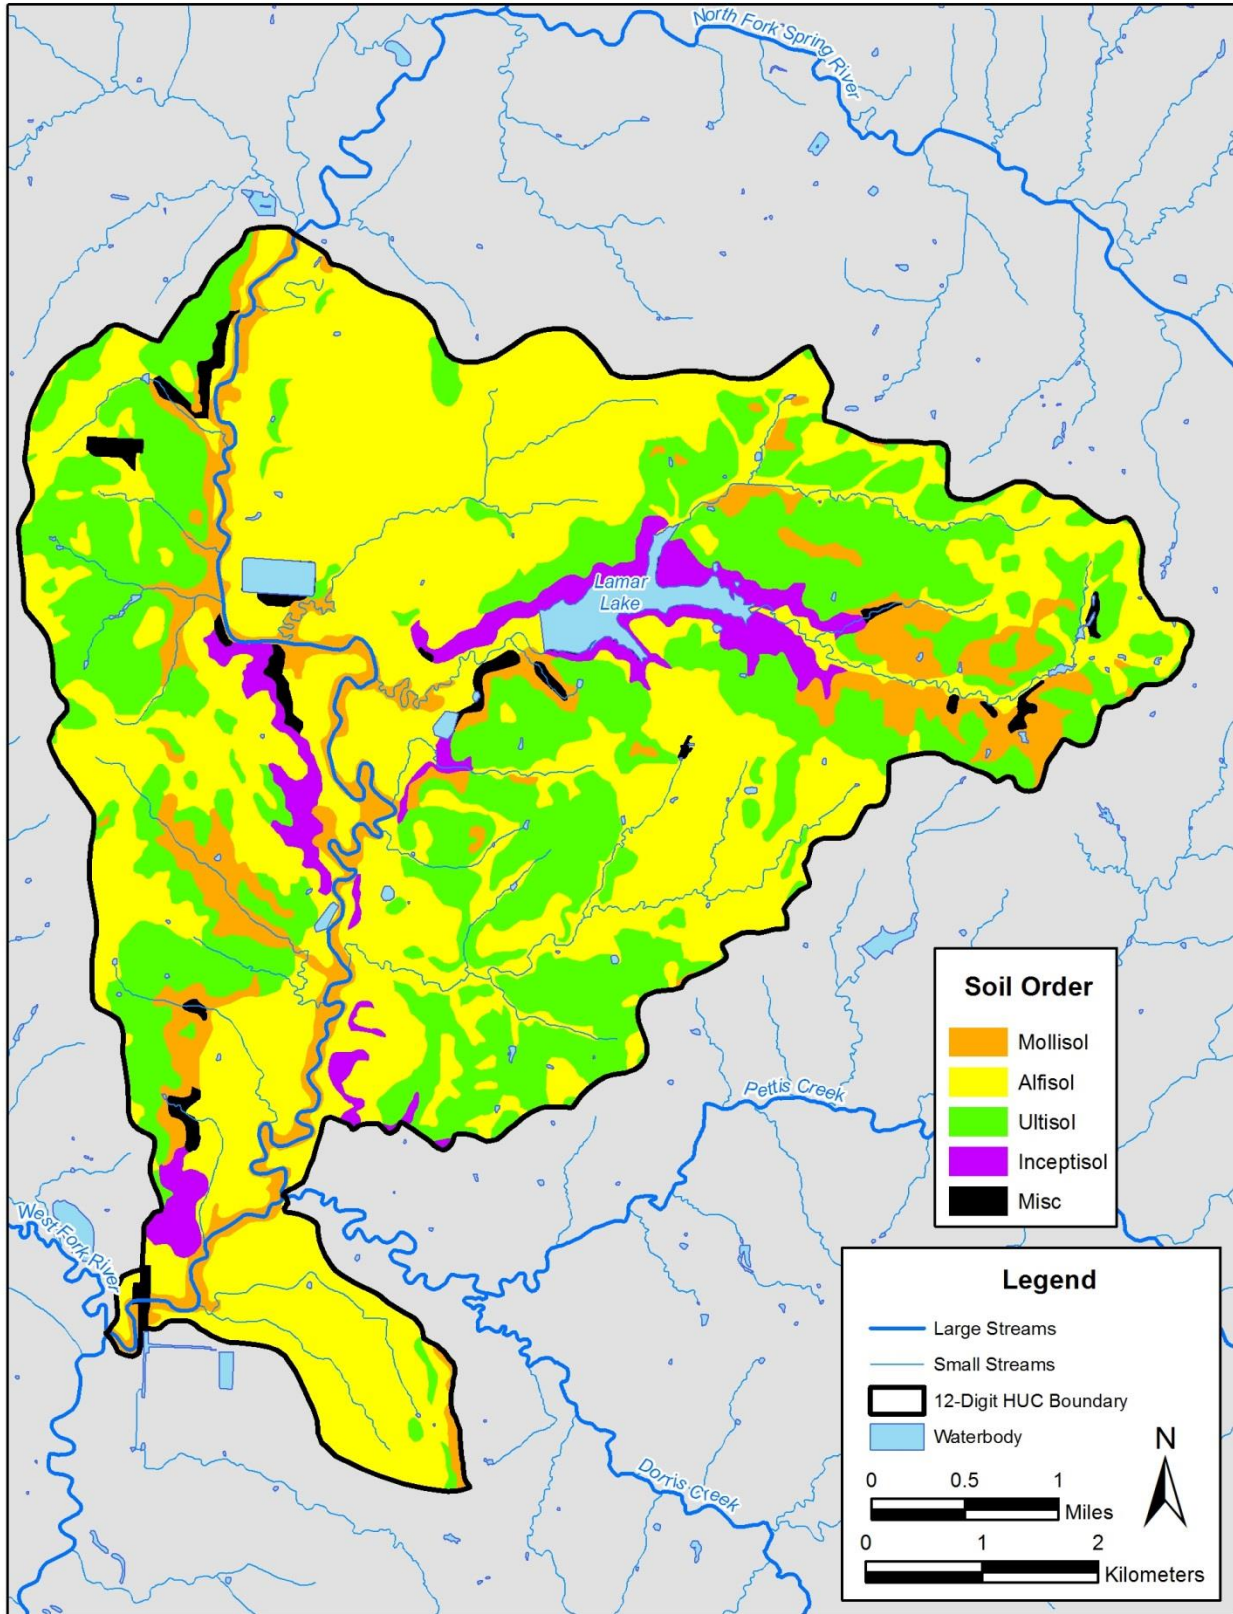 North Fork Spring
River
Lamar
Lake
Soil Order
Mollisol
Alfisol
Ultisol
Inceptisol
Misc
Pettis Creek
West Fork River
Legend
Large Streams
Small Streams
12-Digit HUC Boundary
Waterbody
N
0 0.5 1
Miles
0 1 2
Kilometers
Dorris Creek